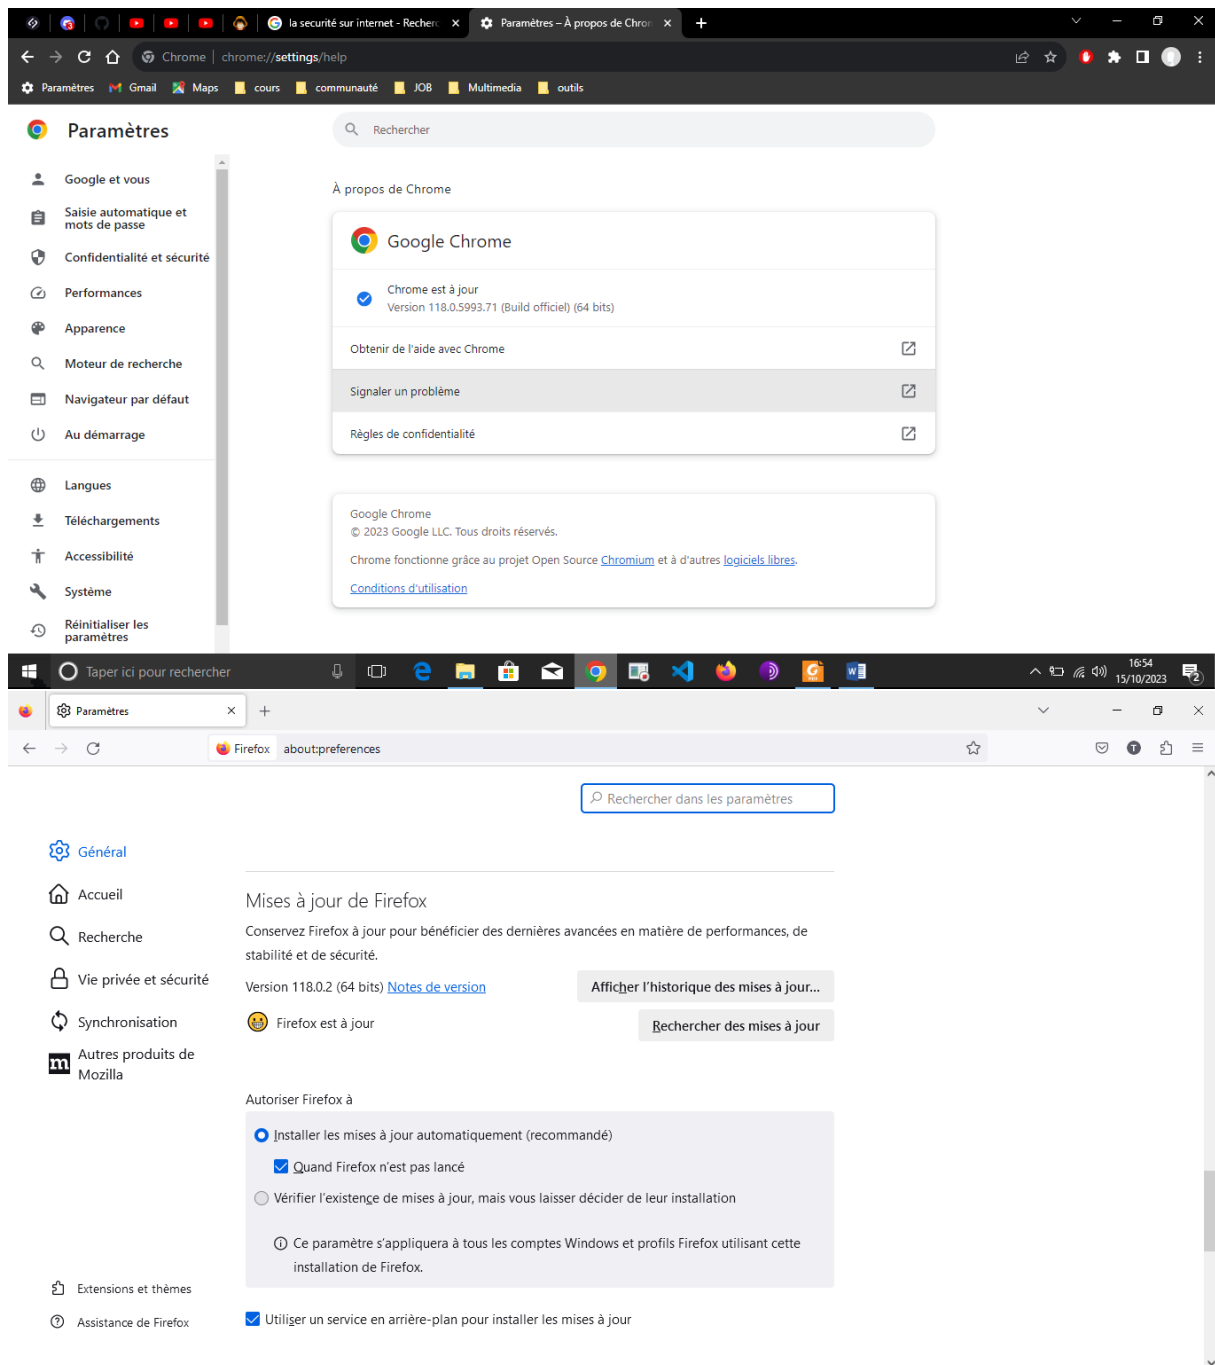 la securité sur internet - Recherc
Paramètres – À propos de Chron
Chrome | chrome://settings/help
Paramètres Gmail Maps cours communauté JOB Multimedia outils
Paramètres
Rechercher
Google et vous
Saisie automatique et
mots de passe
Confidentialité et sécurité
Performances
Apparence
Moteur de recherche
Navigateur par défaut
Au démarrage
Langues
Téléchargements
Accessibilité
Système
Réinitialiser les
paramètres
À propos de Chrome
Google Chrome
Chrome est à jour
Version 118.0.5993.71 (Build officiel) (64 bits)
Obtenir de l'aide avec Chrome
Signaler un problème
Règles de confidentialité
Google Chrome
© 2023 Google LLC. Tous droits réservés.
Chrome fonctionne grâce au projet Open Source Chromium et à d'autres logiciels libres.
Conditions d'utilisation
Taper ici pour rechercher
16:54
15/10/2023
2
Paramètres
Firefox about:preferences
T
Rechercher dans les paramètres
Général
Accueil
Recherche
Vie privée et sécurité
Synchronisation
m Autres produits de
Mozilla
Extensions et thèmes
Assistance de Firefox
Mises à jour de Firefox
Conservez Firefox à jour pour bénéficier des dernières avancées en matière de performances, de
stabilité et de sécurité.
Version 118.0.2 (64 bits) Notes de version
Afficher l'historique des mises à jour...
Firefox est à jour
Rechercher des mises à jour
Autoriser Firefox à
Installer les mises à jour automatiquement (recommandé)
Quand Firefox n'est pas lancé
Vérifier l'existence de mises à jour, mais vous laisser décider de leur installation
Ce paramètre s'appliquera à tous les comptes Windows et profils Firefox utilisant cette
installation de Firefox.
Utiliser un service en arrière-plan pour installer les mises à jour